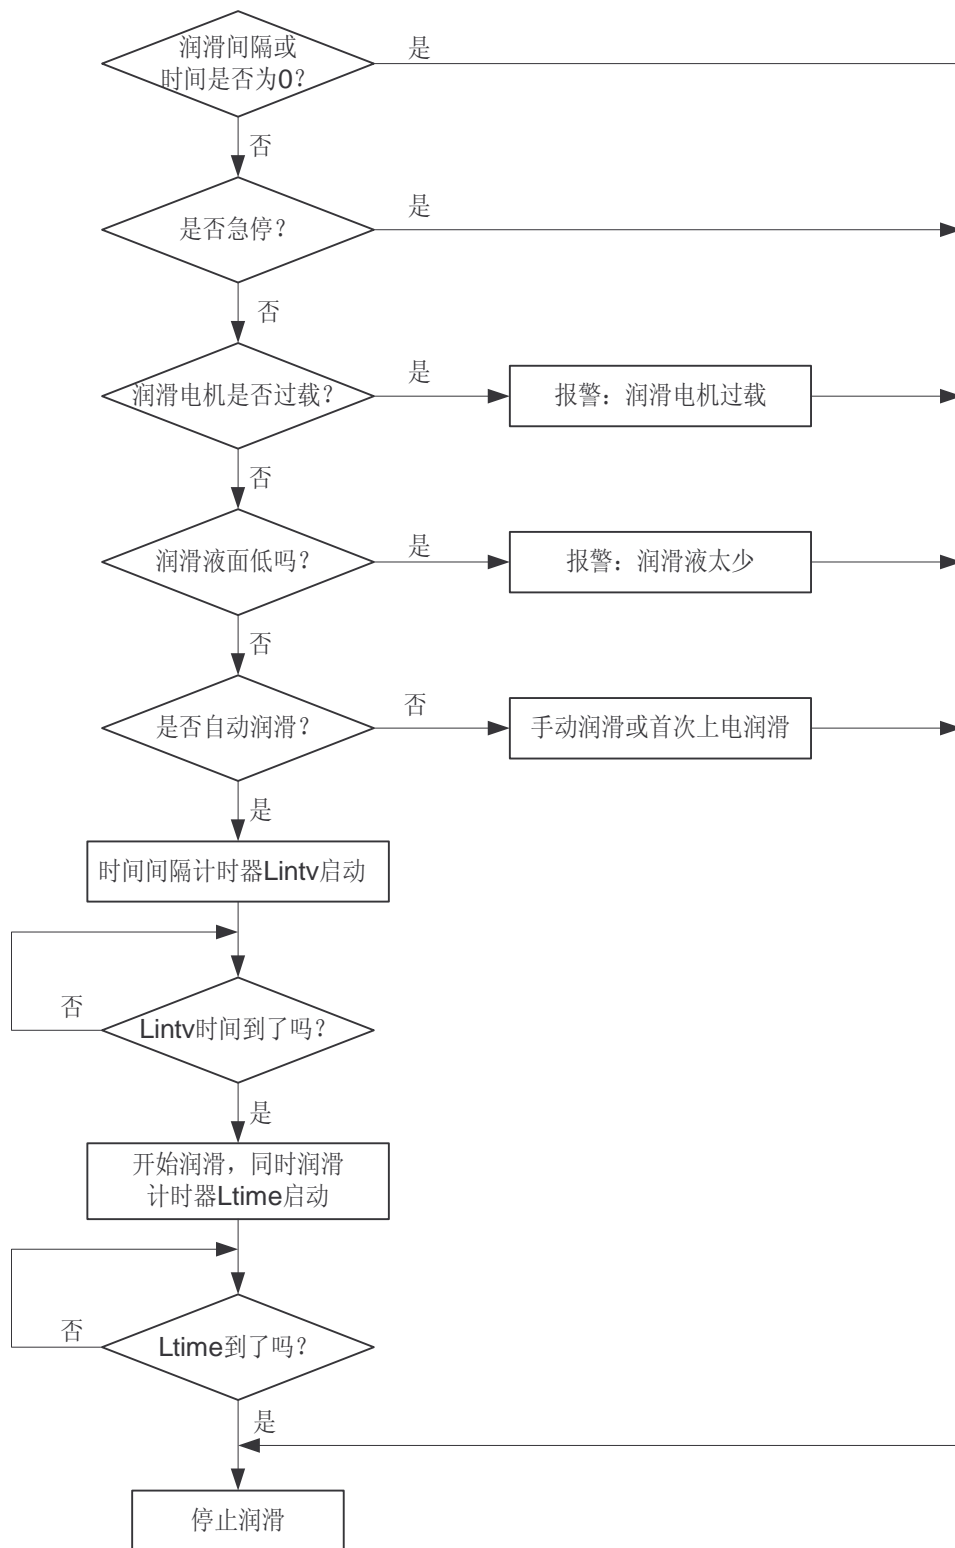 润滑间隔或
时间是否为0？
是
否
是否急停？
是
否
润滑电机是否过载？
是
报警：润滑电机过载
否
润滑液面低吗？
是
报警：润滑液太少
否
是否自动润滑？
否
手动润滑或首次上电润滑
是
时间间隔计时器Lintv启动
否
Lintv时间到了吗？
是
开始润滑，同时润滑
计时器Ltime启动
否
Ltime到了吗？
是
停止润滑